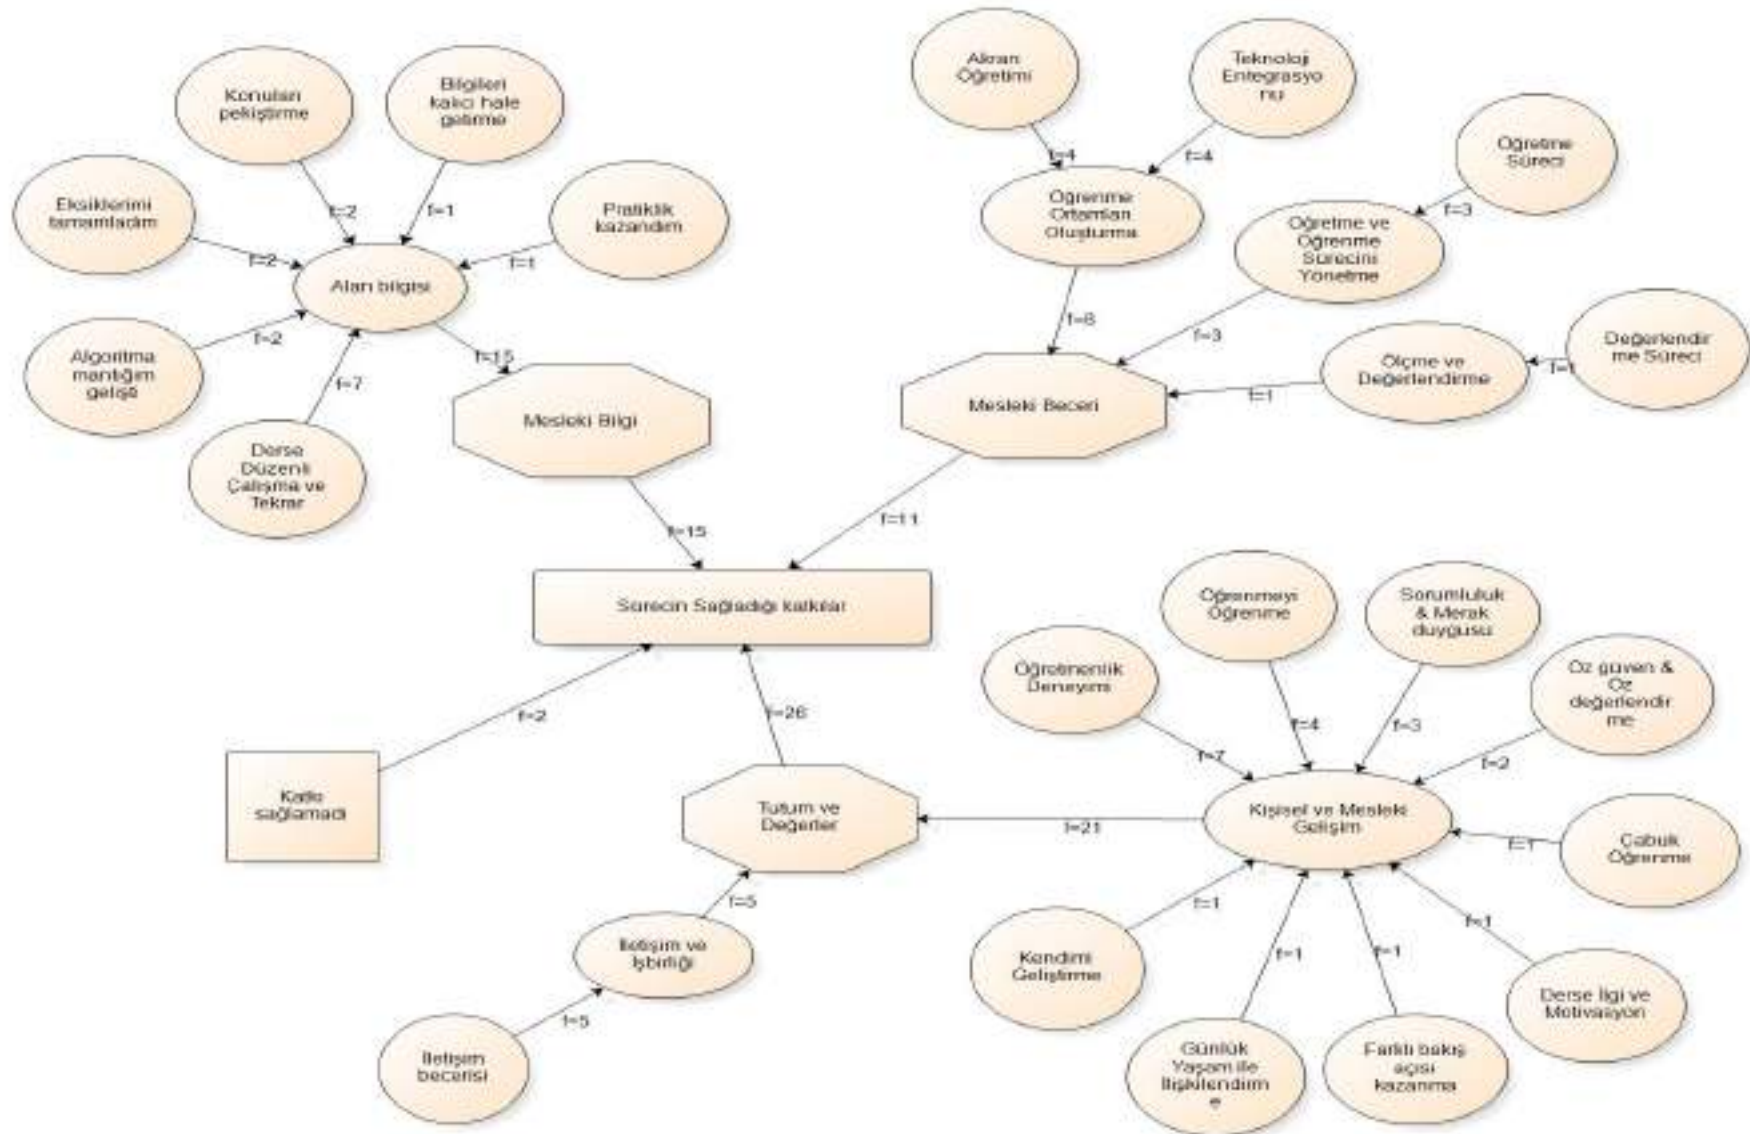 Konuları
pekiştirme
Bilgileri
kalıcı hale
getirme
Eksiklerimi
tamamladım
Pratiklik
kazandım
Algoritma
mantığım
gelişti
Derse
Düzenli
Çalışma ve
Tekrar
f=2
f=1
f=2
f=1
f=2
f=7
Alan bilgisi
f=15
Mesleki Bilgi
f=15
Akran
Öğretimi
Teknoloji
Entegrasyo
nu
Öğretme
Süreci
f=4
f=4
f=3
Öğrenme
Ortamları
Oluşturma
Öğretme ve
Öğrenme
Sürecini
Yönetme
Ölçme ve
Değerlendirme
Değerlendir
me Süreci
f=1
f=3
f=1
Mesleki Beceri
f=11
Sürecin Sağladığı katkılar
f=2
Katkı
sağlamadı
f=26
Tutum ve
Değerler
f=5
İletişim ve
İşbirliği
f=5
İletişim
becerisi
f=21
Kişisel ve Mesleki
Gelişim
Öğretmenlik
Deneyimi
f=7
Öğrenmeyi
Öğrenme
f=4
Sorumluluk
& Merak
duygusu
f=3
Öz güven &
Öz
değerlendir
me
f=2
Çabuk
Öğrenme
f=1
Derse İlgi ve
Motivasyon
f=1
Farklı bakış
açısı
kazanma
f=1
Günlük
Yaşam ile
İlişkilendirm
e
f=1
Kendimi
Geliştirme
f=1